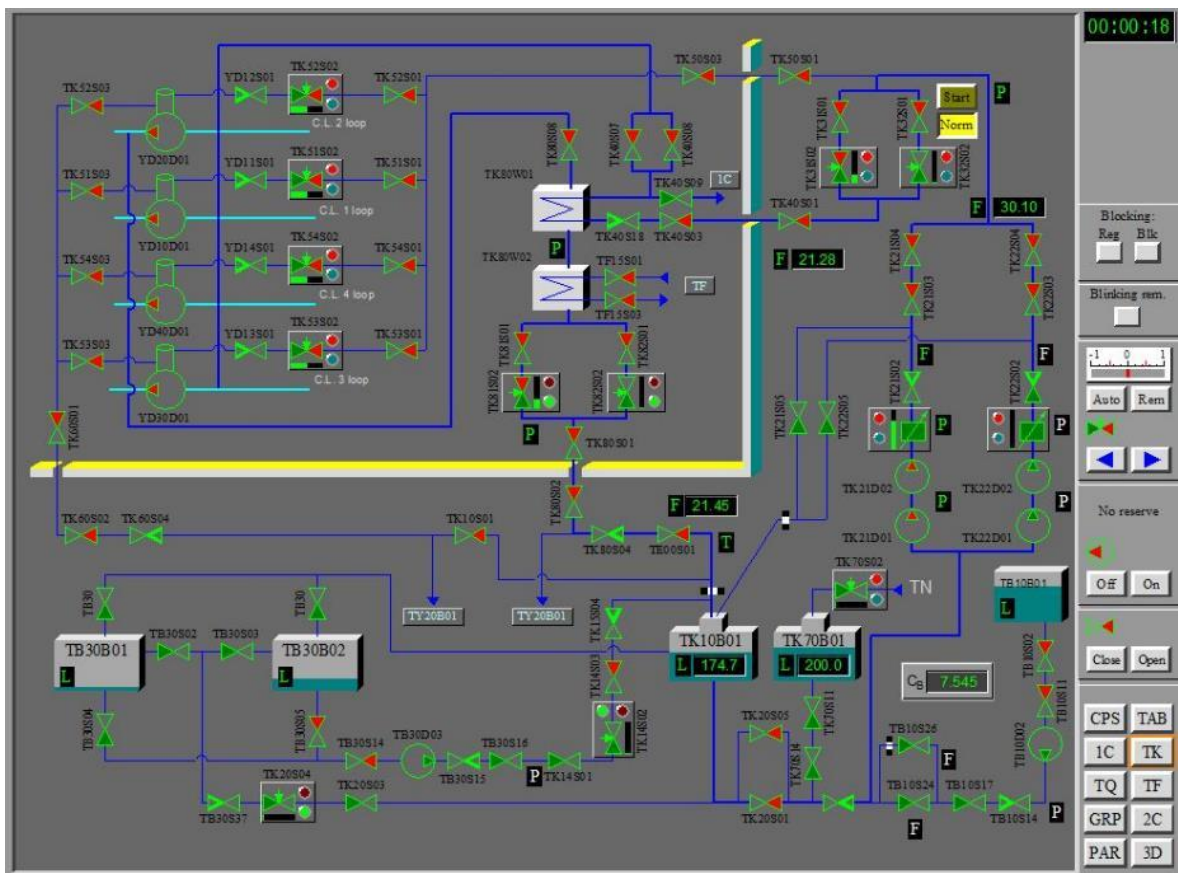 00:00:18
TK50S03
TK50S01
YD12S01
TK52S02
TK52S01
TK52S03
C.L. 2 loop
YD20D01
P
Start
Norm
TK31S01
TK32S01
TK80S08
TK40S07
TK40S08
TK51S03
YD11S01
TK51S02
TK51S01
C.L. 1 loop
YD10D01
TK31S02
TK32S02
TK80W01
TK40S09
1C
TK40S01
F 30.10
TK40S18
TK40S03
P
TK54S03
YD14S01
TK54S02
TK54S01
C.L. 4 loop
YD40D01
TK80W02
TF15S01
TF
TF15S03
F 21.28
TK21S04
TK22S04
TK21S03
TK22S03
TK53S03
YD13S01
TK53S02
TK53S01
C.L. 3 loop
YD30D01
TK81S01
TK82S01
TK81S02
TK82S02
P
F
F
TK21S02
TK22S02
TK21S05
TK22S05
P
P
TK60S01
TK80S01
TK80S02
TK21D02
TK22D02
P
P
TK21D01
TK22D01
F 21.45
TK60S02
TK60S04
TK10S01
TK80S04
TE00S01
T
TK70S02
TN
TB10B01
L
TB30
TB30
TY20B01
TY20B01
TK15S04
TB30B01
L
TB30S02
TB30S03
TB30B02
L
TK10B01
L 174.7
TK70B01
L 200.0
TK14S03
CB 7.545
TB10S02
TB10S11
TB30S04
TB30S05
TK14S02
TK70S11
TK20S05
TK70S14
TB10S26
F
TB10D02
TB30S14
TB30D03
TB30S15
TB30S16
P
TK14S01
TK20S04
TK20S03
TB30S37
TK20S01
TB10S24
F
TB10S17
TB10S14
P
Blocking:
Reg Blk
Blinking rem.
-1 0 1
Auto Rem
No reserve
Off On
Close Open
CPS TAB
1C TK
TQ TF
GRP 2C
PAR 3D